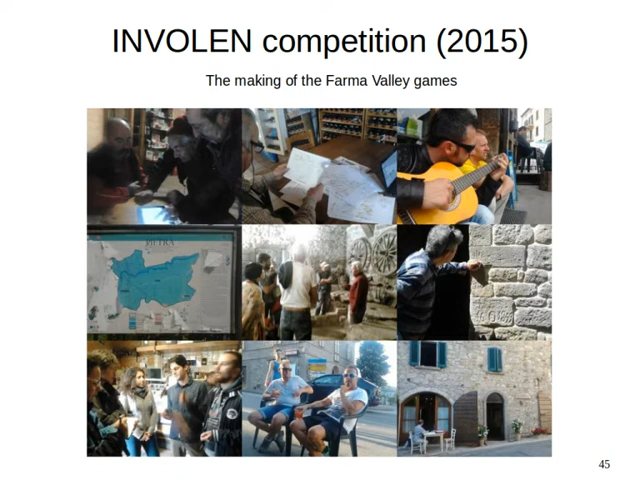 INVOLEN competition (2015)
The making of the Farma Valley games
45